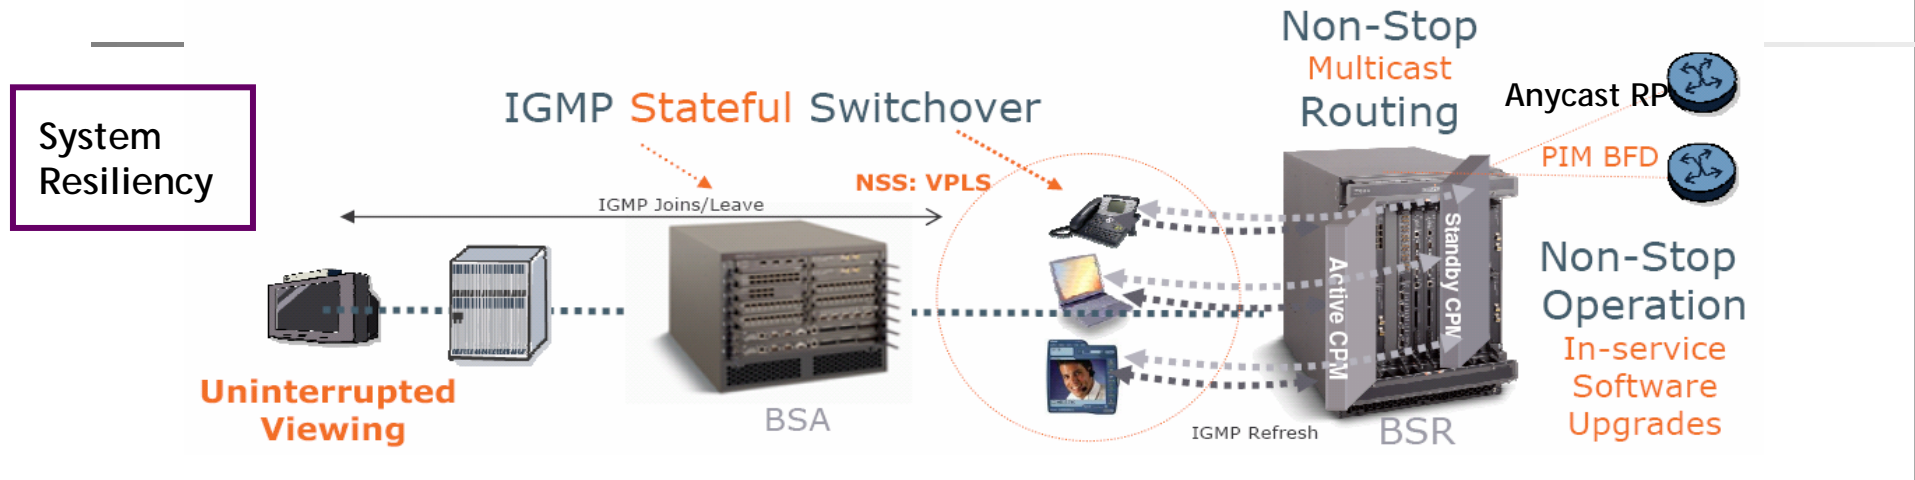 System
Resiliency
IGMP Stateful Switchover
Non-Stop
Multicast
Routing
Anycast RP
PIM BFD
NSS: VPLS
IGMP Joins/Leave
Active CPM
Standby CPM
Non-Stop
Operation
In-service
Software
Upgrades
Uninterrupted
Viewing
BSA
IGMP Refresh
BSR